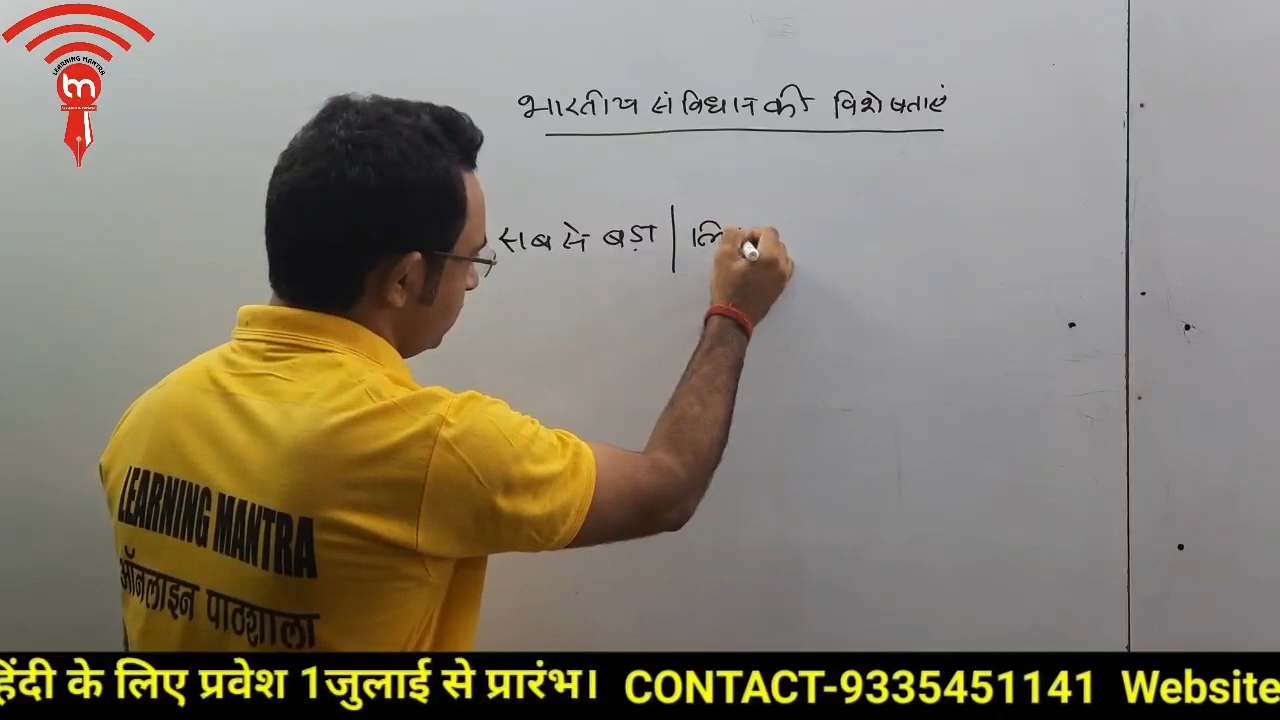 LEARNING MANTRA
भारतीय संविधान की विशेषताएं
सबसे बड़ा | लि
LEARNING MANTRA
ऑनलाइन पाठशाला
हिंदी के लिए प्रवेश 1जुलाई से प्रारंभ। CONTACT-9335451141 Website